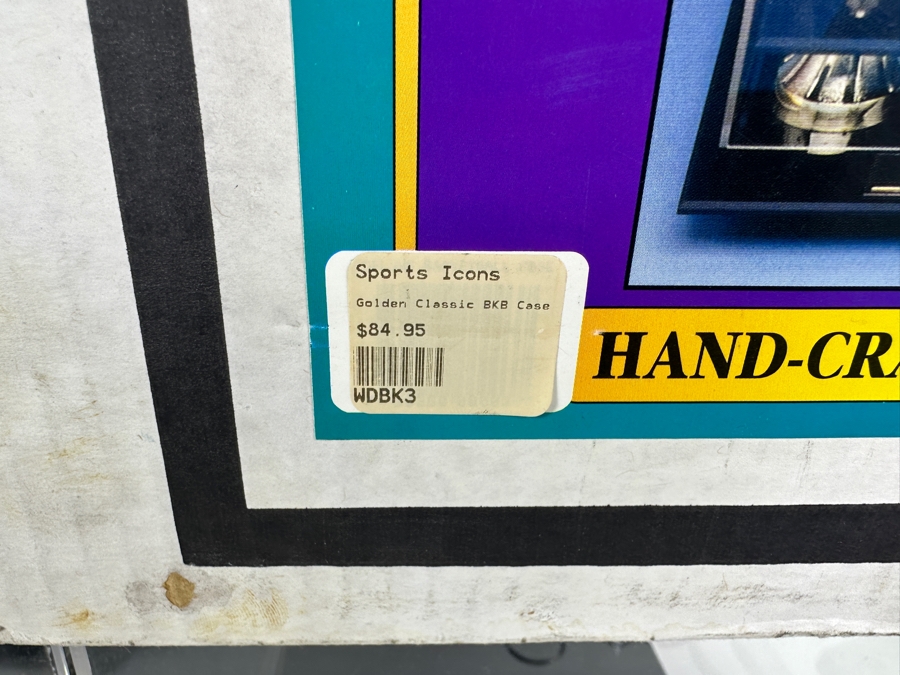 Sports Icons
Golden Classic BKB Case
$84.95
WDBK3
HAND-CRA